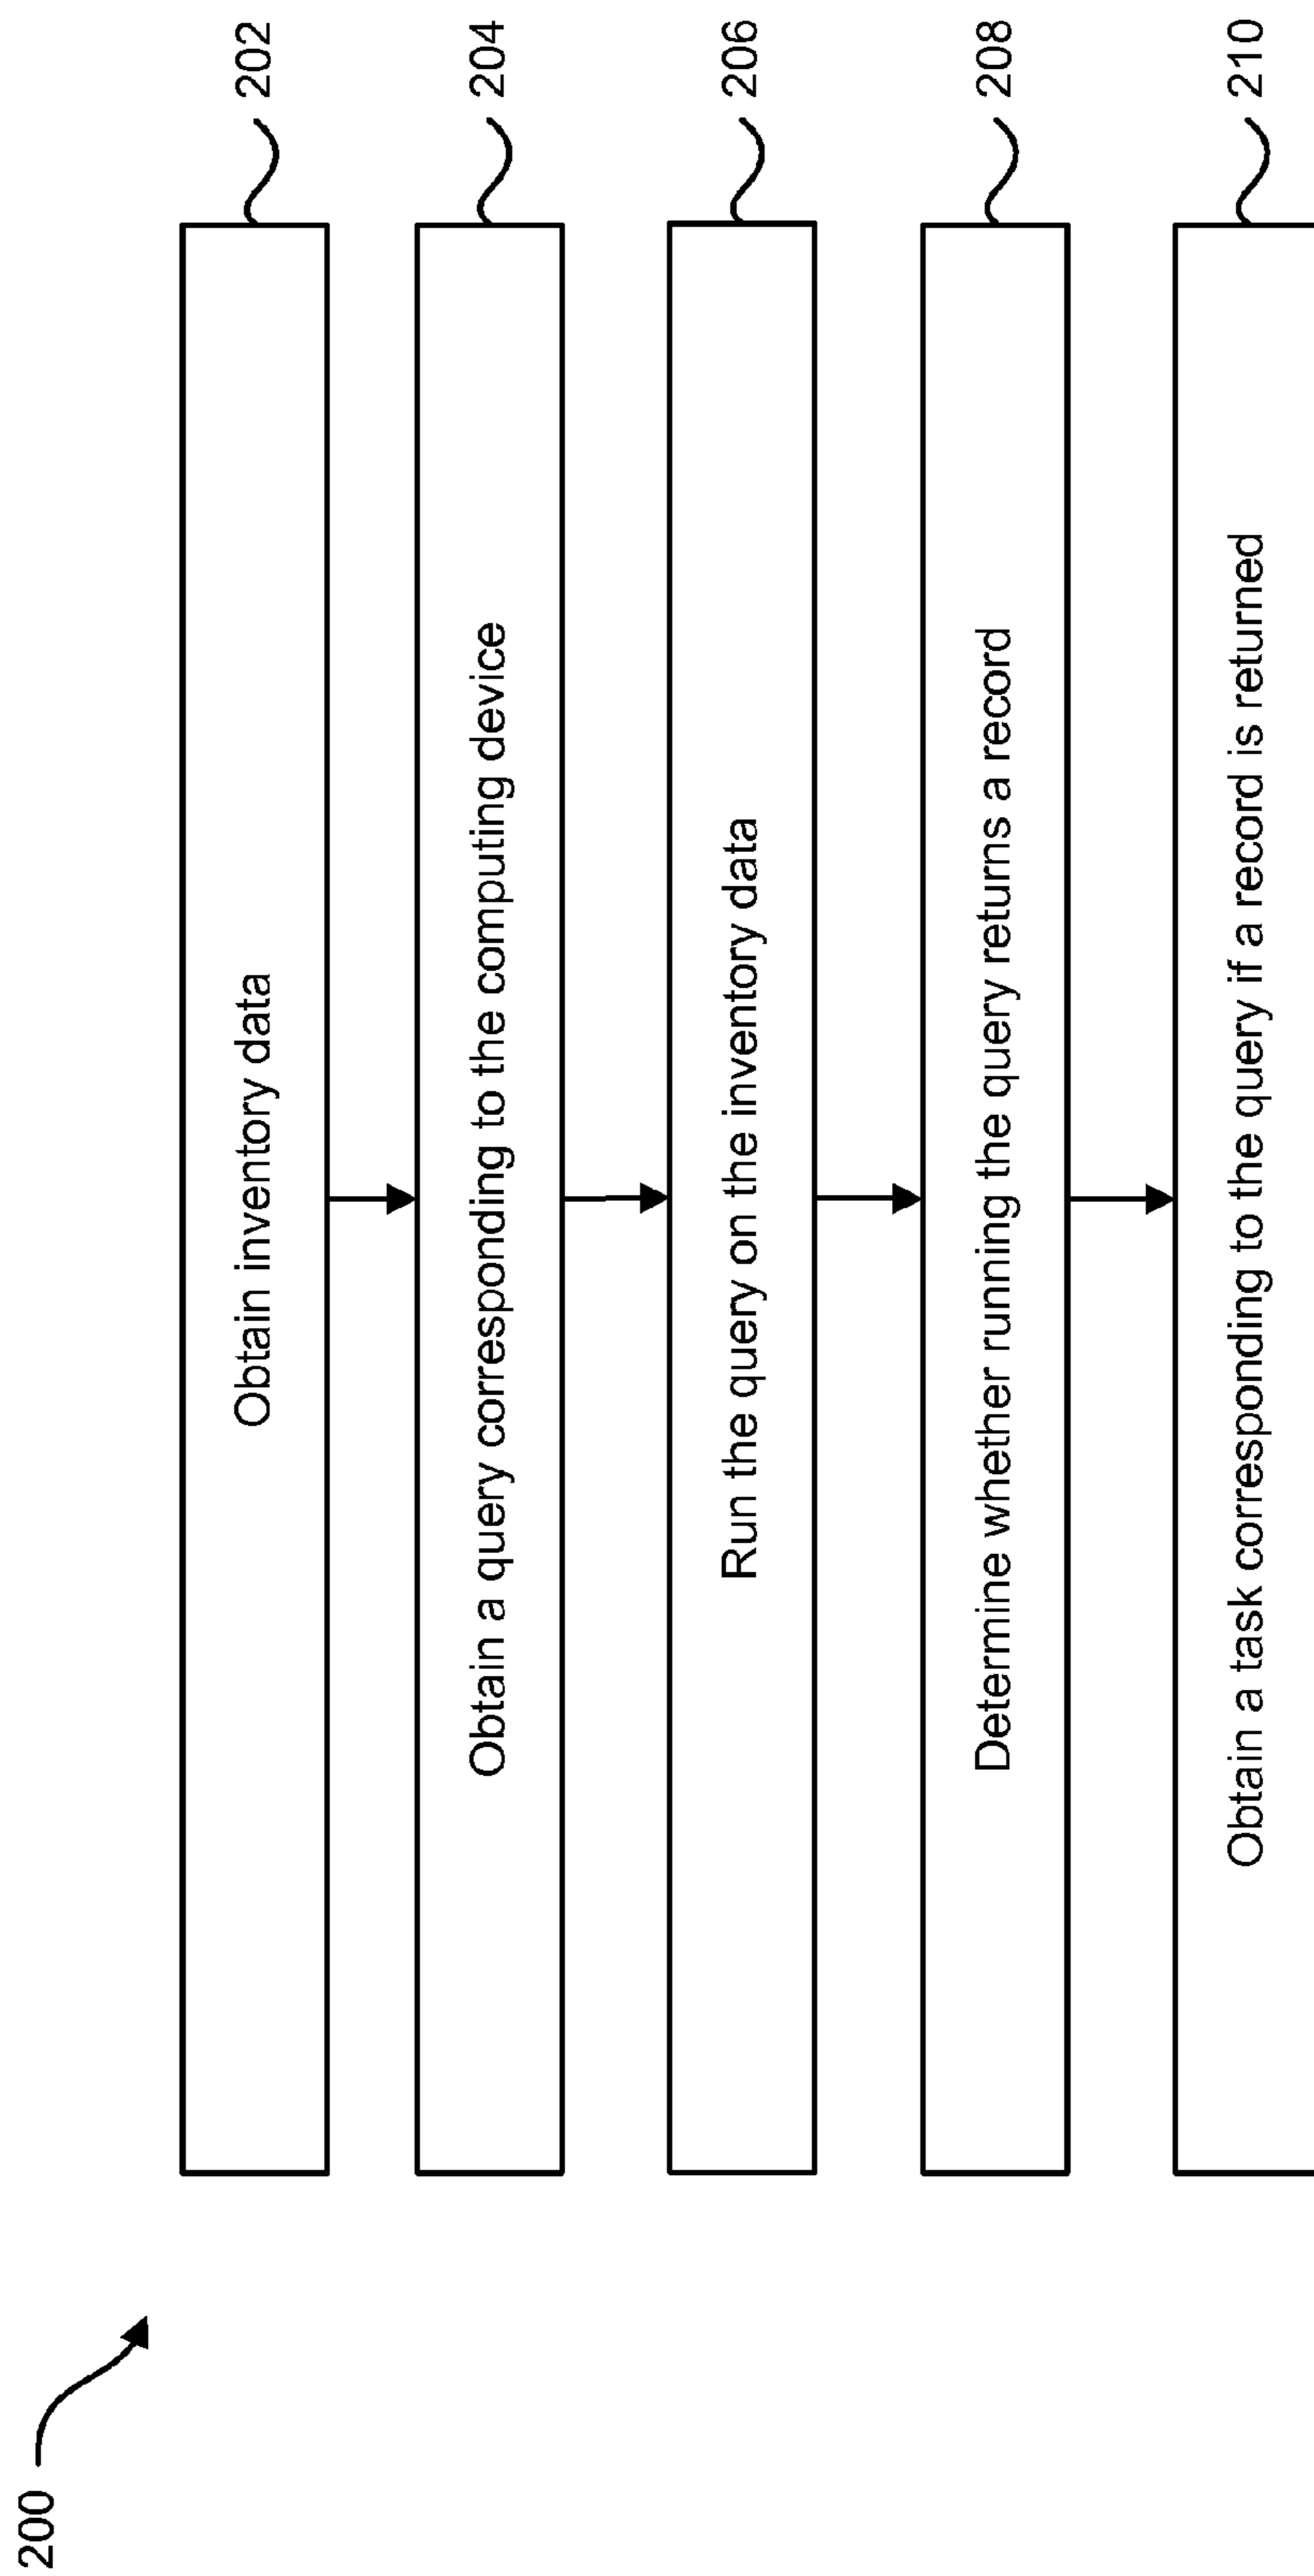 200
Obtain inventory data
202
Obtain a query corresponding to the computing device
204
Run the query on the inventory data
206
Determine whether running the query returns a record
208
Obtain a task corresponding to the query if a record is returned
210